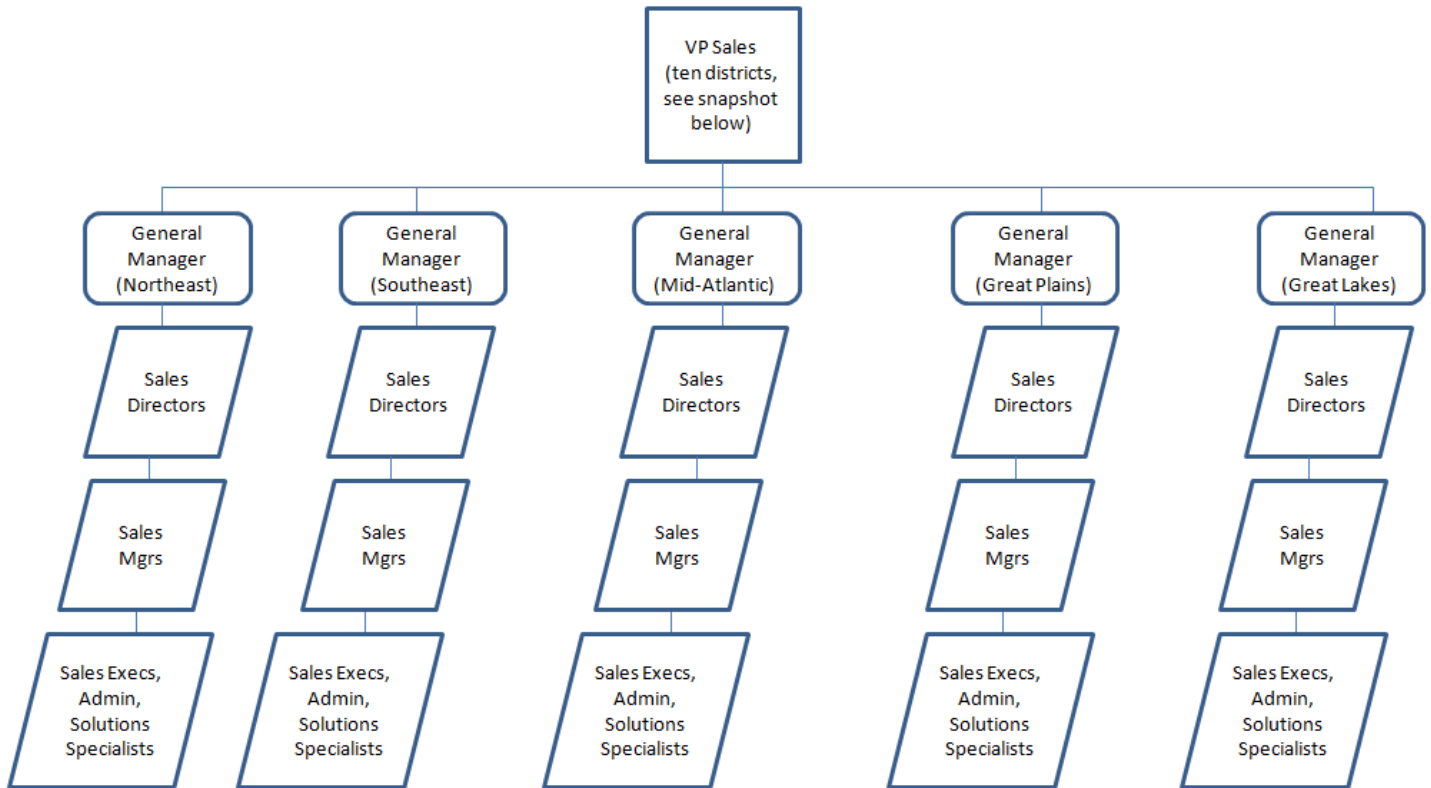 VP Sales
(ten districts,
see snapshot
below)
General
Manager
(Northeast)
General
Manager
(Southeast)
General
Manager
(Mid-Atlantic)
General
Manager
(Great Plains)
General
Manager
(Great Lakes)
Sales
Directors
Sales
Directors
Sales
Directors
Sales
Directors
Sales
Directors
Sales
Mgrs
Sales
Mgrs
Sales
Mgrs
Sales
Mgrs
Sales
Mgrs
Sales Execs,
Admin,
Solutions
Specialists
Sales Execs,
Admin,
Solutions
Specialists
Sales Execs,
Admin,
Solutions
Specialists
Sales Execs,
Admin,
Solutions
Specialists
Sales Execs,
Admin,
Solutions
Specialists